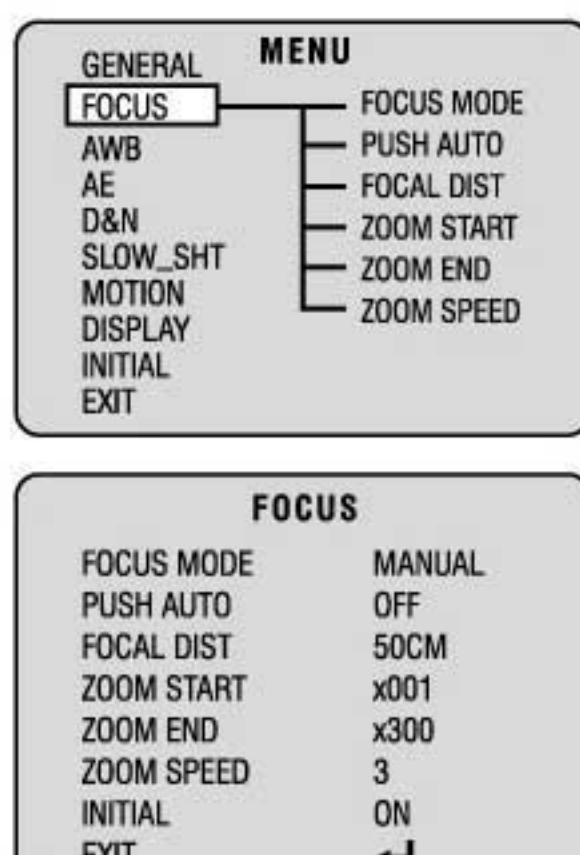 MENU
GENERAL
FOCUS FOCUS MODE
AWB PUSH AUTO
AE FOCAL DIST
D&N ZOOM START
SLOW_SHT ZOOM END
MOTION ZOOM SPEED
DISPLAY
INITIAL
EXIT
FOCUS
FOCUS MODE MANUAL
PUSH AUTO OFF
FOCAL DIST 50CM
ZOOM START x001
ZOOM END x300
ZOOM SPEED 3
INITIAL ON
EXIT ↵